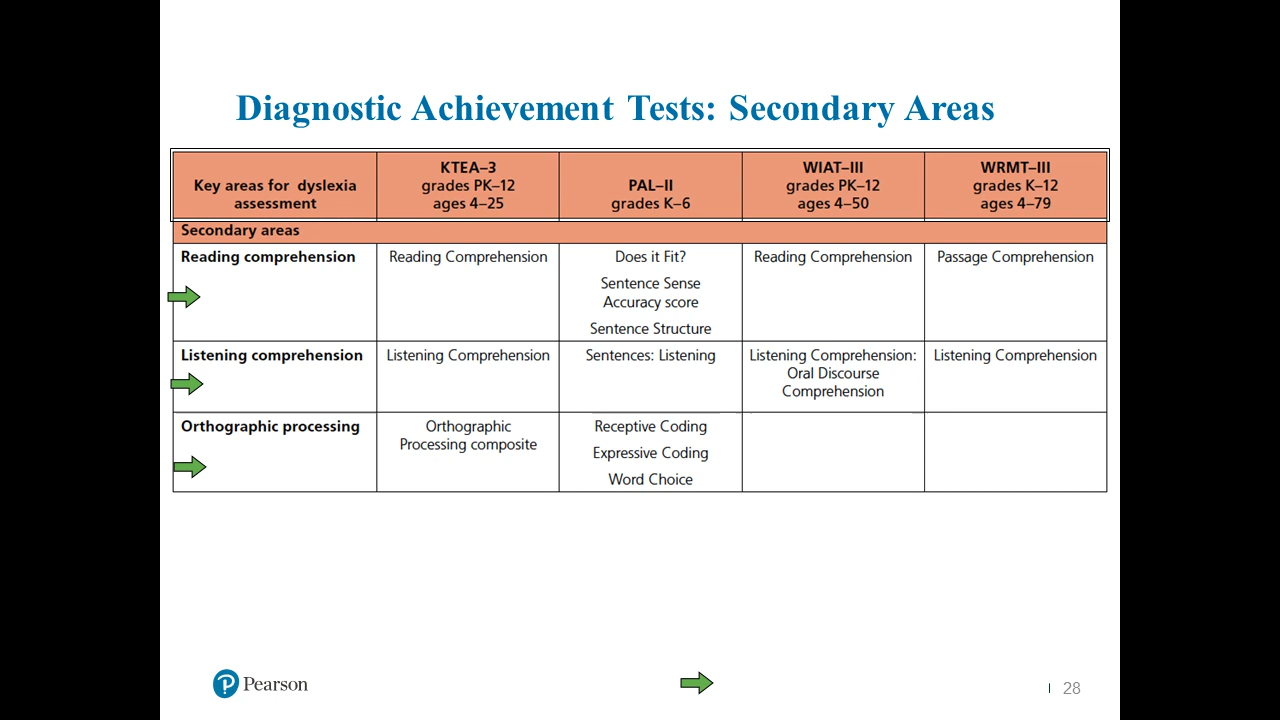 Diagnostic Achievement Tests: Secondary Areas
Key areas for dyslexia
assessment
KTEA–3
grades PK–12
ages 4–25
PAL–II
grades K–6
WIAT–III
grades PK–12
ages 4–50
WRMT–III
grades K–12
ages 4–79
Secondary areas
Reading comprehension
Reading Comprehension
Does it Fit?
Sentence Sense
Accuracy score
Sentence Structure
Reading Comprehension
Passage Comprehension
Listening comprehension
Listening Comprehension
Sentences: Listening
Listening Comprehension:
Oral Discourse
Comprehension
Listening Comprehension
Orthographic processing
Orthographic
Processing composite
Receptive Coding
Expressive Coding
Word Choice
Pearson
28